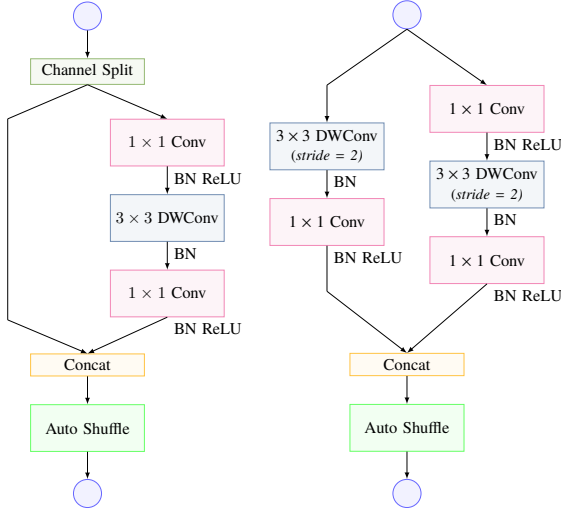 Channel Split
1 × 1 Conv
BN ReLU
3 × 3 DWConv
BN
1 × 1 Conv
BN ReLU
Concat
Auto Shuffle
3 × 3 DWConv
(stride = 2)
BN
1 × 1 Conv
BN ReLU
1 × 1 Conv
BN ReLU
3 × 3 DWConv
(stride = 2)
BN
1 × 1 Conv
BN ReLU
Concat
Auto Shuffle